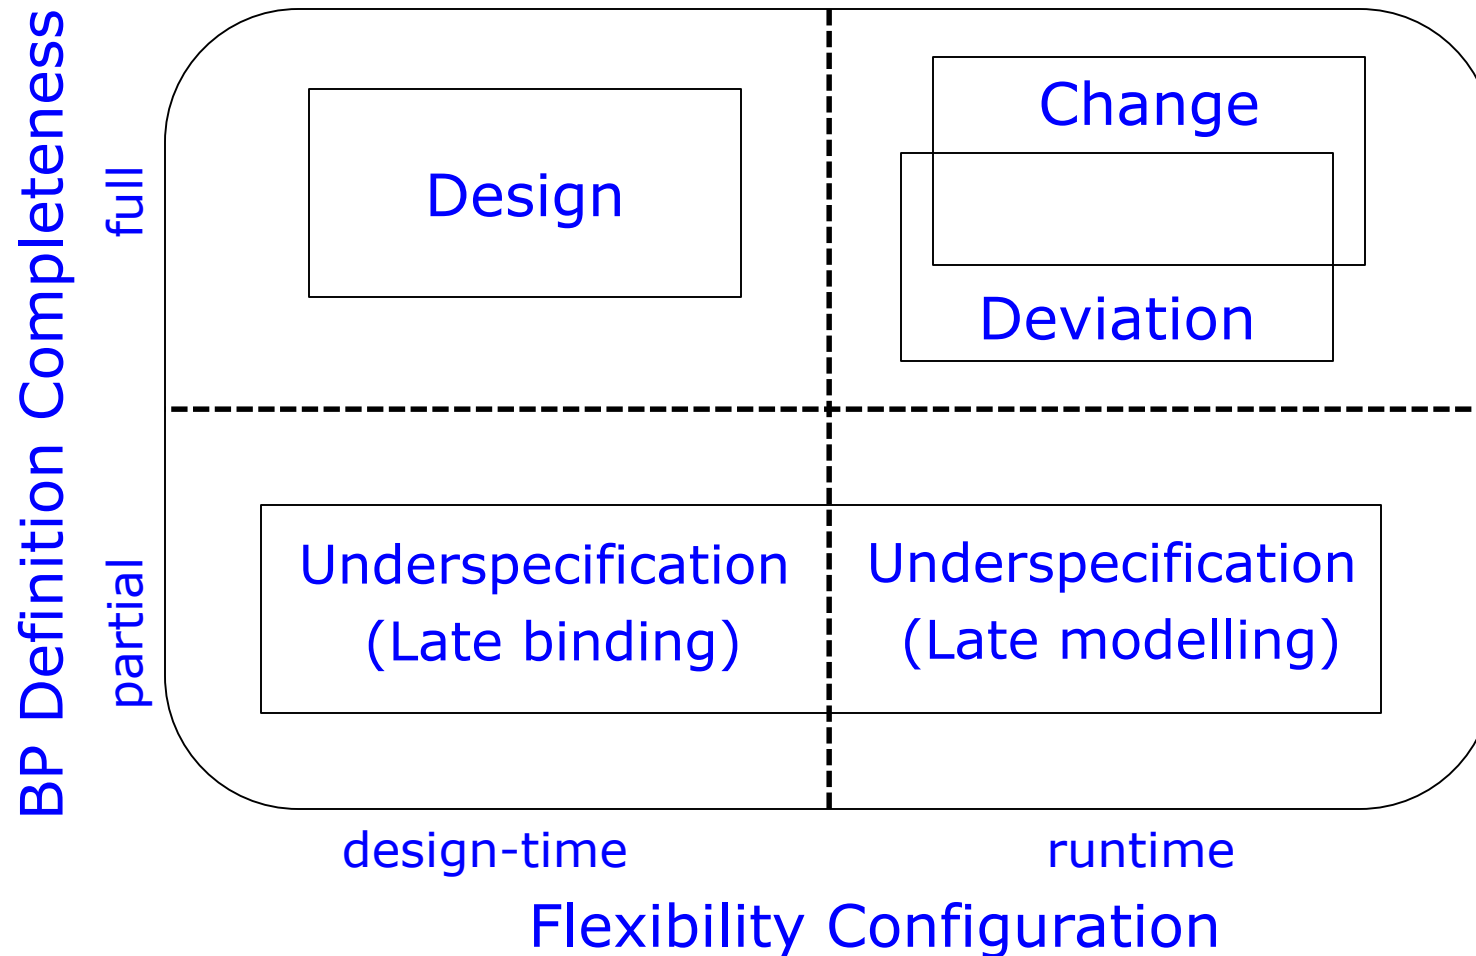 BP Definition Completeness
full
partial
Design
Change
Deviation
Underspecification
(Late binding)
Underspecification
(Late modelling)
design-time
runtime
Flexibility Configuration